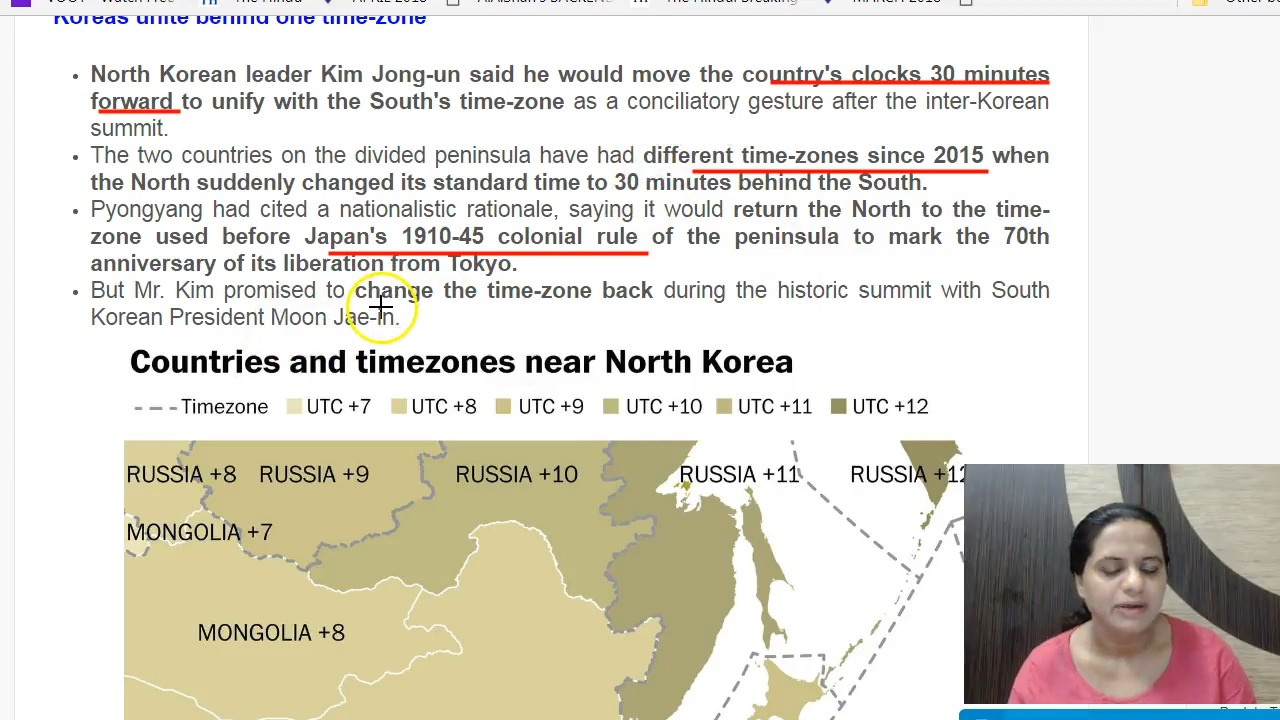 Koreas unite behind one time-zone
North Korean leader Kim Jong-un said he would move the country's clocks 30 minutes
forward to unify with the South's time-zone as a conciliatory gesture after the inter-Korean
summit.
The two countries on the divided peninsula have had different time-zones since 2015 when
the North suddenly changed its standard time to 30 minutes behind the South.
Pyongyang had cited a nationalistic rationale, saying it would return the North to the time-
zone used before Japan's 1910-45 colonial rule of the peninsula to mark the 70th
anniversary of its liberation from Tokyo.
But Mr. Kim promised to change the time-zone back during the historic summit with South
Korean President Moon Jae-in.
Countries and timezones near North Korea
Timezone UTC +7 UTC +8 UTC +9 UTC +10 UTC +11 UTC +12
RUSSIA +8 RUSSIA +9 RUSSIA +10 RUSSIA +11 RUSSIA +12
MONGOLIA +7
MONGOLIA +8